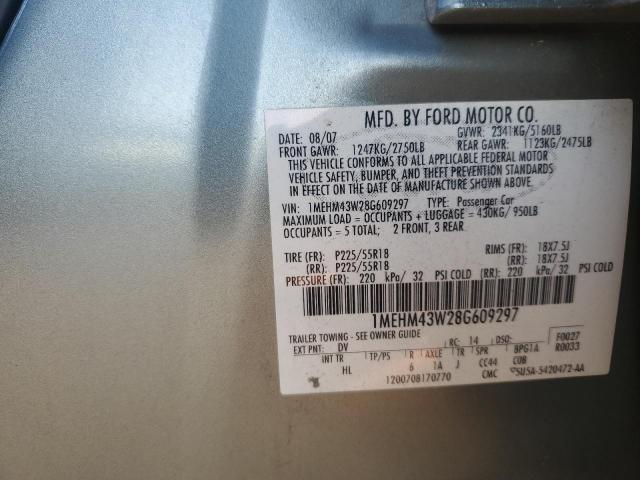 MFD. BY FORD MOTOR CO.
DATE: 08/07 GVWR: 2341KG/5160LB
FRONT GAWR: 1247KG/2750LB REAR GAWR: 1123KG/2475LB
THIS VEHICLE CONFORMS TO ALL APPLICABLE FEDERAL MOTOR
VEHICLE SAFETY, BUMPER, AND THEFT PREVENTION STANDARDS
IN EFFECT ON THE DATE OF MANUFACTURE SHOWN ABOVE.
VIN: 1MEHM43W28G609297 TYPE: Passenger Car
MAXIMUM LOAD = OCCUPANTS + LUGGAGE = 430KG/950LB
OCCUPANTS = 5 TOTAL; 2 FRONT, 3 REAR
TIRE (FR): P225/55R18 RIMS (FR): 18X7.5J
(RR): P225/55R18 (RR): 18X7.5J
PRESSURE (FR): 220 kPa/ 32 PSI COLD (RR): 220 kPa/ 32 PSI COLD
1MEHM43W28G609297
TRAILER TOWING - SEE OWNER GUIDE
EXT PNT: DV RC: 14 DSO: F0027
INT TR TP/PS R AXLE TR SPR 8PG1A R0033
HL 6 1A J CC44 COB
1200708170770 CMC 5U5A-5420472-AA